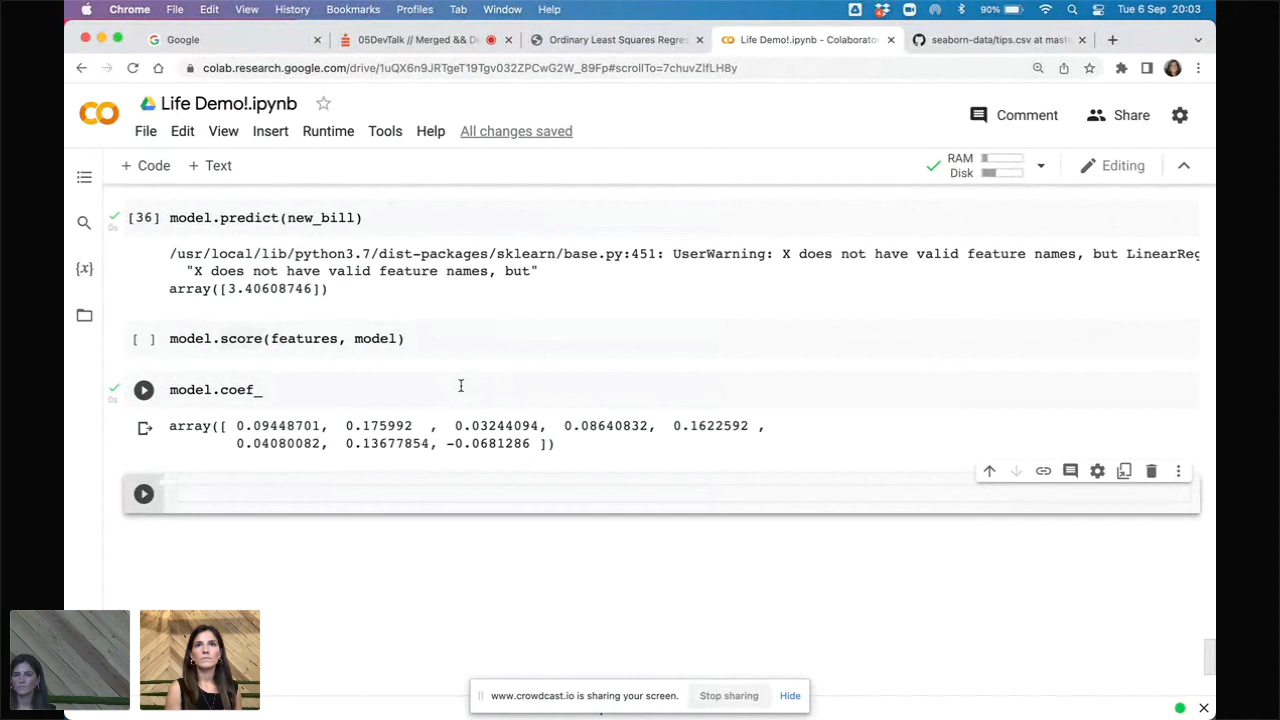 Chrome File Edit View History Bookmarks Profiles Tab Window Help 90% Tue 6 Sep 20:03
Google 05DevTalk // Merged && De Ordinary Least Squares Regres Life Demo!.ipynb - Colaborato seaborn-data/tips.csv at maste
colab.research.google.com/drive/1uQX6n9JRTgeT19Tgv032ZPCwG2W_89Fp#scrollTo=7chuvZlfLH8y
Life Demo!.ipynb
Comment Share
File Edit View Insert Runtime Tools Help All changes saved
+ Code + Text
RAM
Disk
Editing
[36] model.predict(new_bill)
0s
/usr/local/lib/python3.7/dist-packages/sklearn/base.py:451: UserWarning: X does not have valid feature names, but LinearReg
"X does not have valid feature names, but"
array([3.40608746])
[ ] model.score(features, model)
model.coef_
0s
array([ 0.09448701, 0.175992 , 0.03244094, 0.08640832, 0.1622592 ,
0.04080082, 0.13677854, -0.0681286 ])
www.crowdcast.io is sharing your screen. Stop sharing Hide